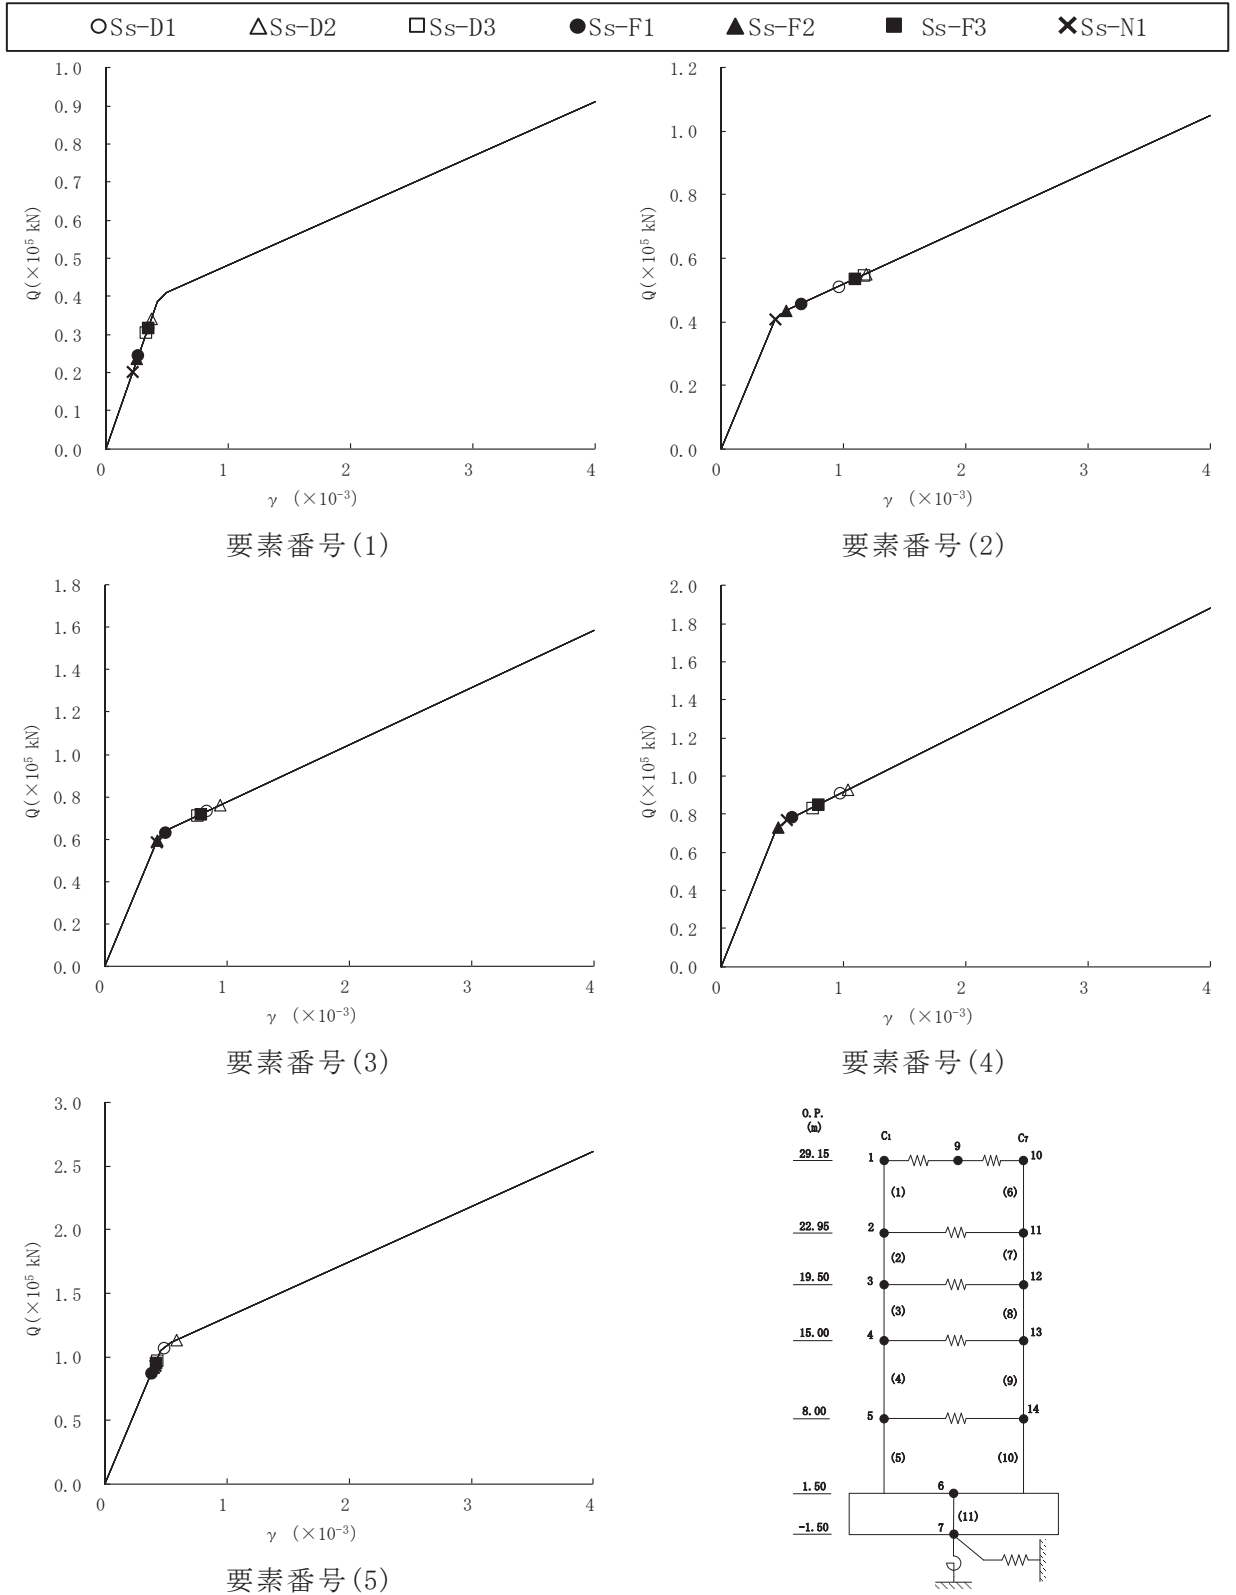 ○Ss-D1 △Ss-D2 □Ss-D3 ●Ss-F1 ▲Ss-F2 ■ Ss-F3 ×Ss-N1
1.0
0.9
0.8
0.7
0.6
0.5
0.4
0.3
0.2
0.1
0.0
Q(×10⁵ kN)
0 1 2 3 4
γ (×10⁻³)
要素番号(1)
1.2
1.0
0.8
0.6
0.4
0.2
0.0
Q(×10⁵ kN)
0 1 2 3 4
γ (×10⁻³)
要素番号(2)
1.8
1.6
1.4
1.2
1.0
0.8
0.6
0.4
0.2
0.0
Q(×10⁵ kN)
0 1 2 3 4
γ (×10⁻³)
要素番号(3)
2.0
1.8
1.6
1.4
1.2
1.0
0.8
0.6
0.4
0.2
0.0
Q(×10⁵ kN)
0 1 2 3 4
γ (×10⁻³)
要素番号(4)
3.0
2.5
2.0
1.5
1.0
0.5
0.0
Q(×10⁵ kN)
0 1 2 3 4
γ (×10⁻³)
要素番号(5)
O.P.
(m)
C₁ C₇
29.15 1 9 10
(1) (6)
22.95 2 11
(2) (7)
19.50 3 12
(3) (8)
15.00 4 13
(4) (9)
8.00 5 14
(5) (10)
1.50 6
(11)
-1.50 7